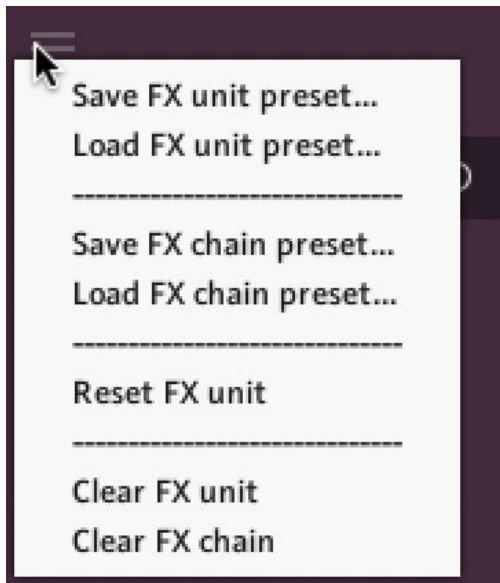 Save FX unit preset...
Load FX unit preset...
------------------------------
Save FX chain preset...
Load FX chain preset...
------------------------------
Reset FX unit
------------------------------
Clear FX unit
Clear FX chain